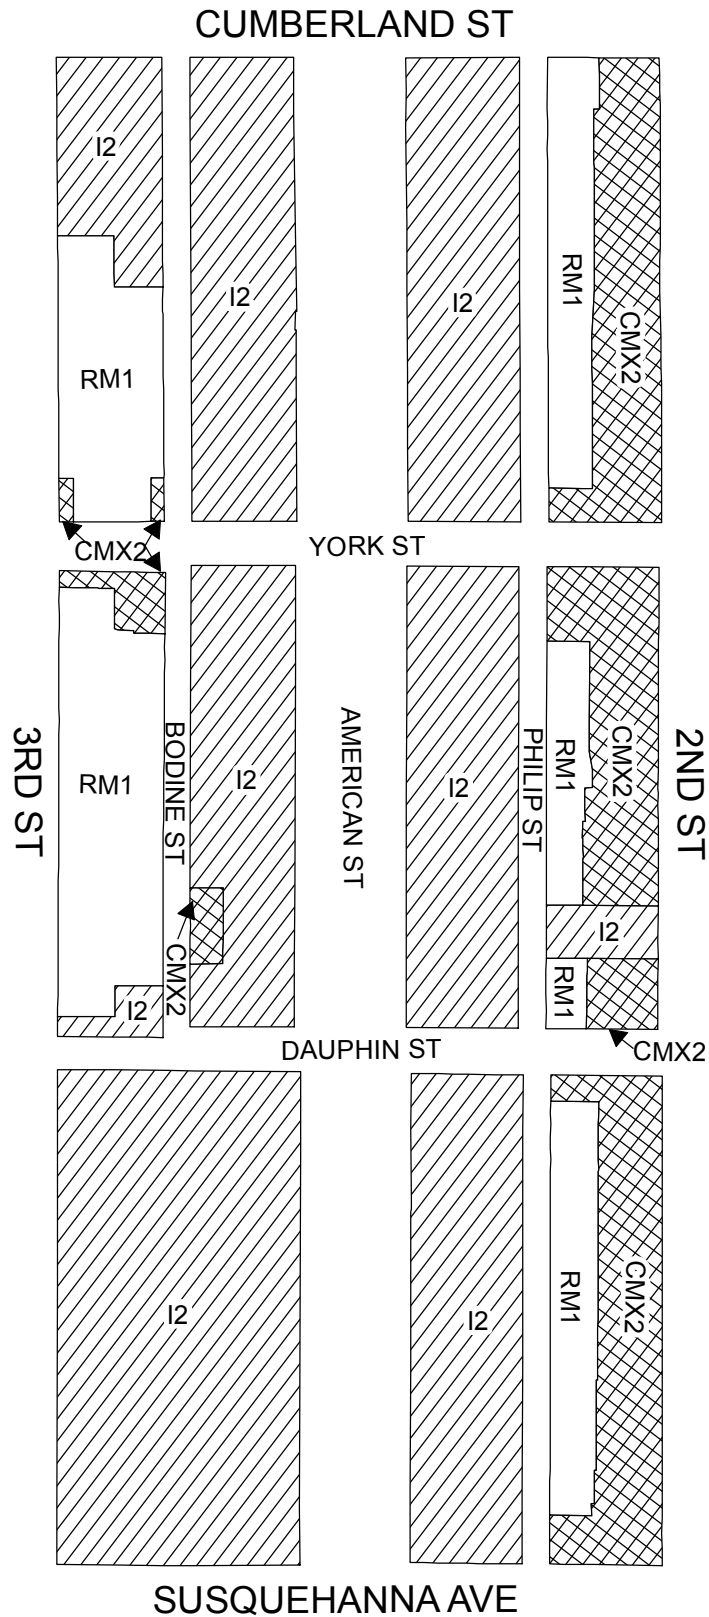 CUMBERLAND ST
I2
I2
I2
RM1
CMX2
RM1
CMX2
YORK ST
3RD ST
RM1
BODINE ST
I2
AMERICAN ST
I2
PHILIP ST
RM1
CMX2
2ND ST
I2
CMX2
I2
RM1
CMX2
DAUPHIN ST
I2
I2
RM1
CMX2
SUSQUEHANNA AVE